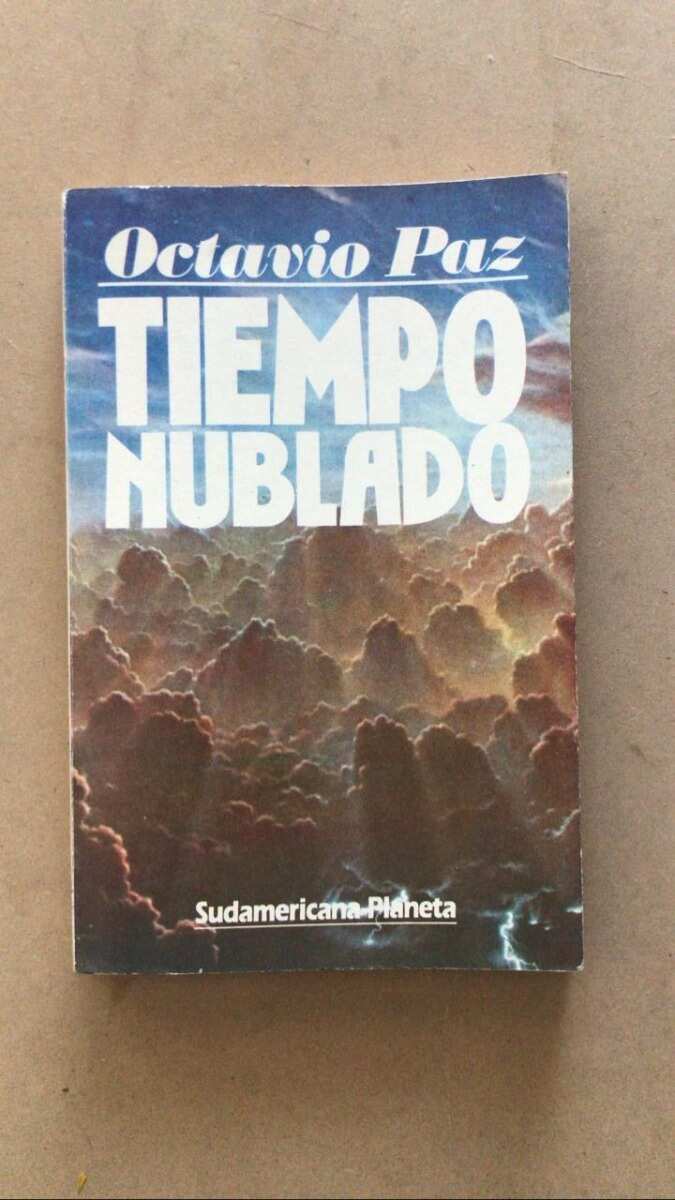 Octavio Paz
TIEMPO
NUBLADO
Sudamericana-Planeta